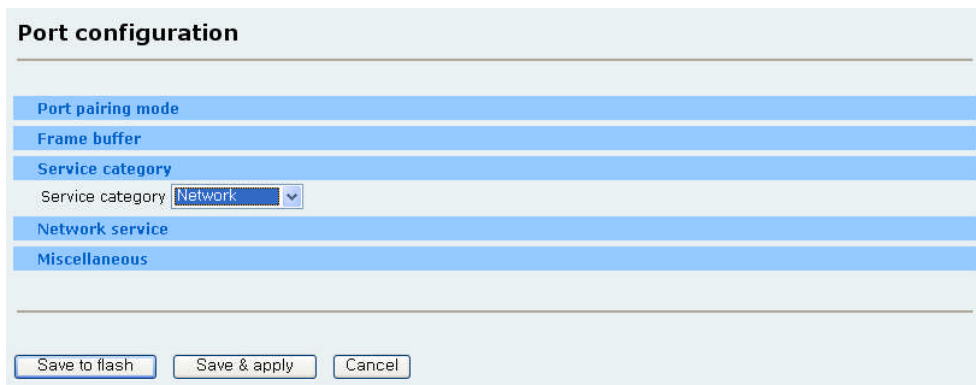 Port configuration
Port pairing mode
Frame buffer
Service category
Service category Network
Network service
Miscellaneous
Save to flash Save & apply Cancel